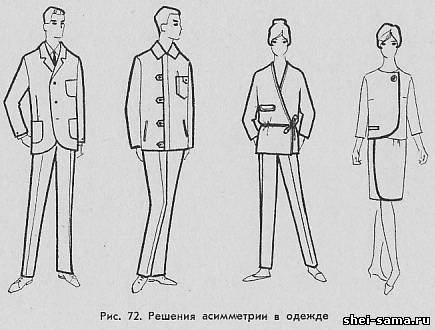 Рис. 72. Решения асимметрии в одежде
shei-sama.ru